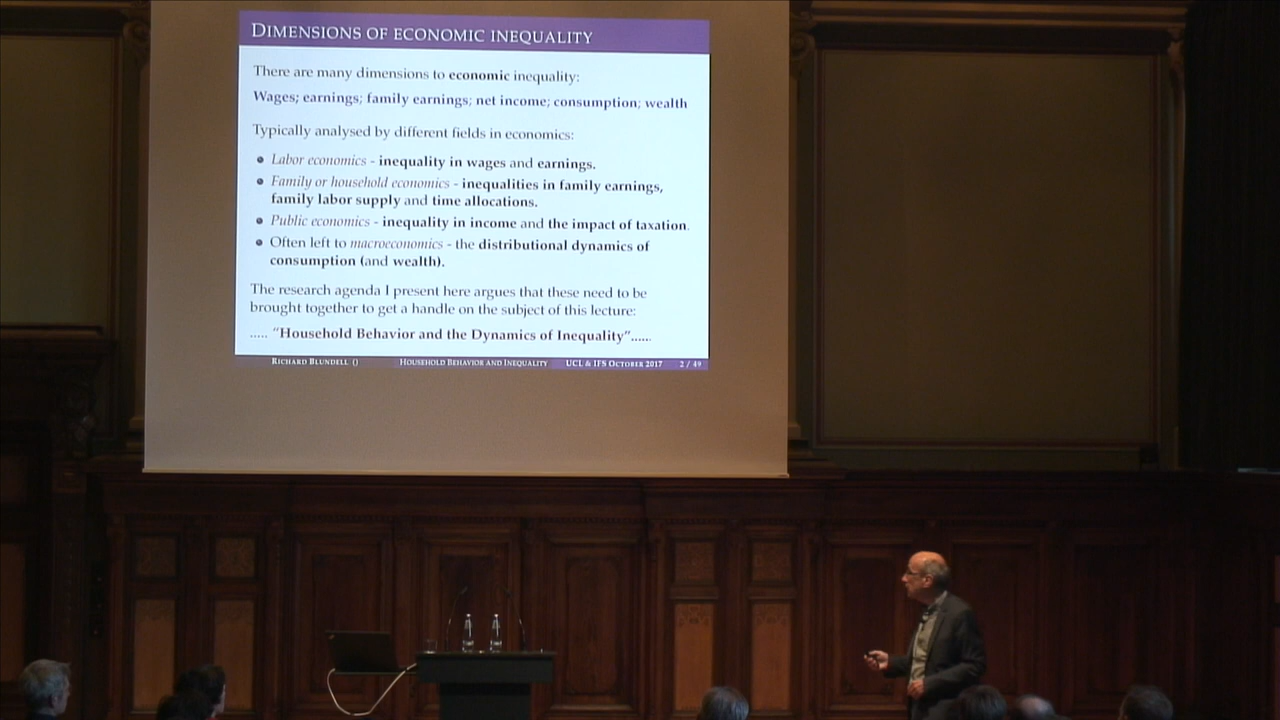 DIMENSIONS OF ECONOMIC INEQUALITY
There are many dimensions to economic inequality:
Wages; earnings; family earnings; net income; consumption; wealth
Typically analysed by different fields in economics:
Labor economics - inequality in wages and earnings.
Family or household economics - inequalities in family earnings,
family labor supply and time allocations.
Public economics - inequality in income and the impact of taxation.
Often left to macroeconomics - the distributional dynamics of
consumption (and wealth).
The research agenda I present here argues that these need to be
brought together to get a handle on the subject of this lecture:
..... "Household Behavior and the Dynamics of Inequality"......
RICHARD BLUNDELL () HOUSEHOLD BEHAVIOR AND INEQUALITY UCL & IFS OCTOBER 2017 2 / 49